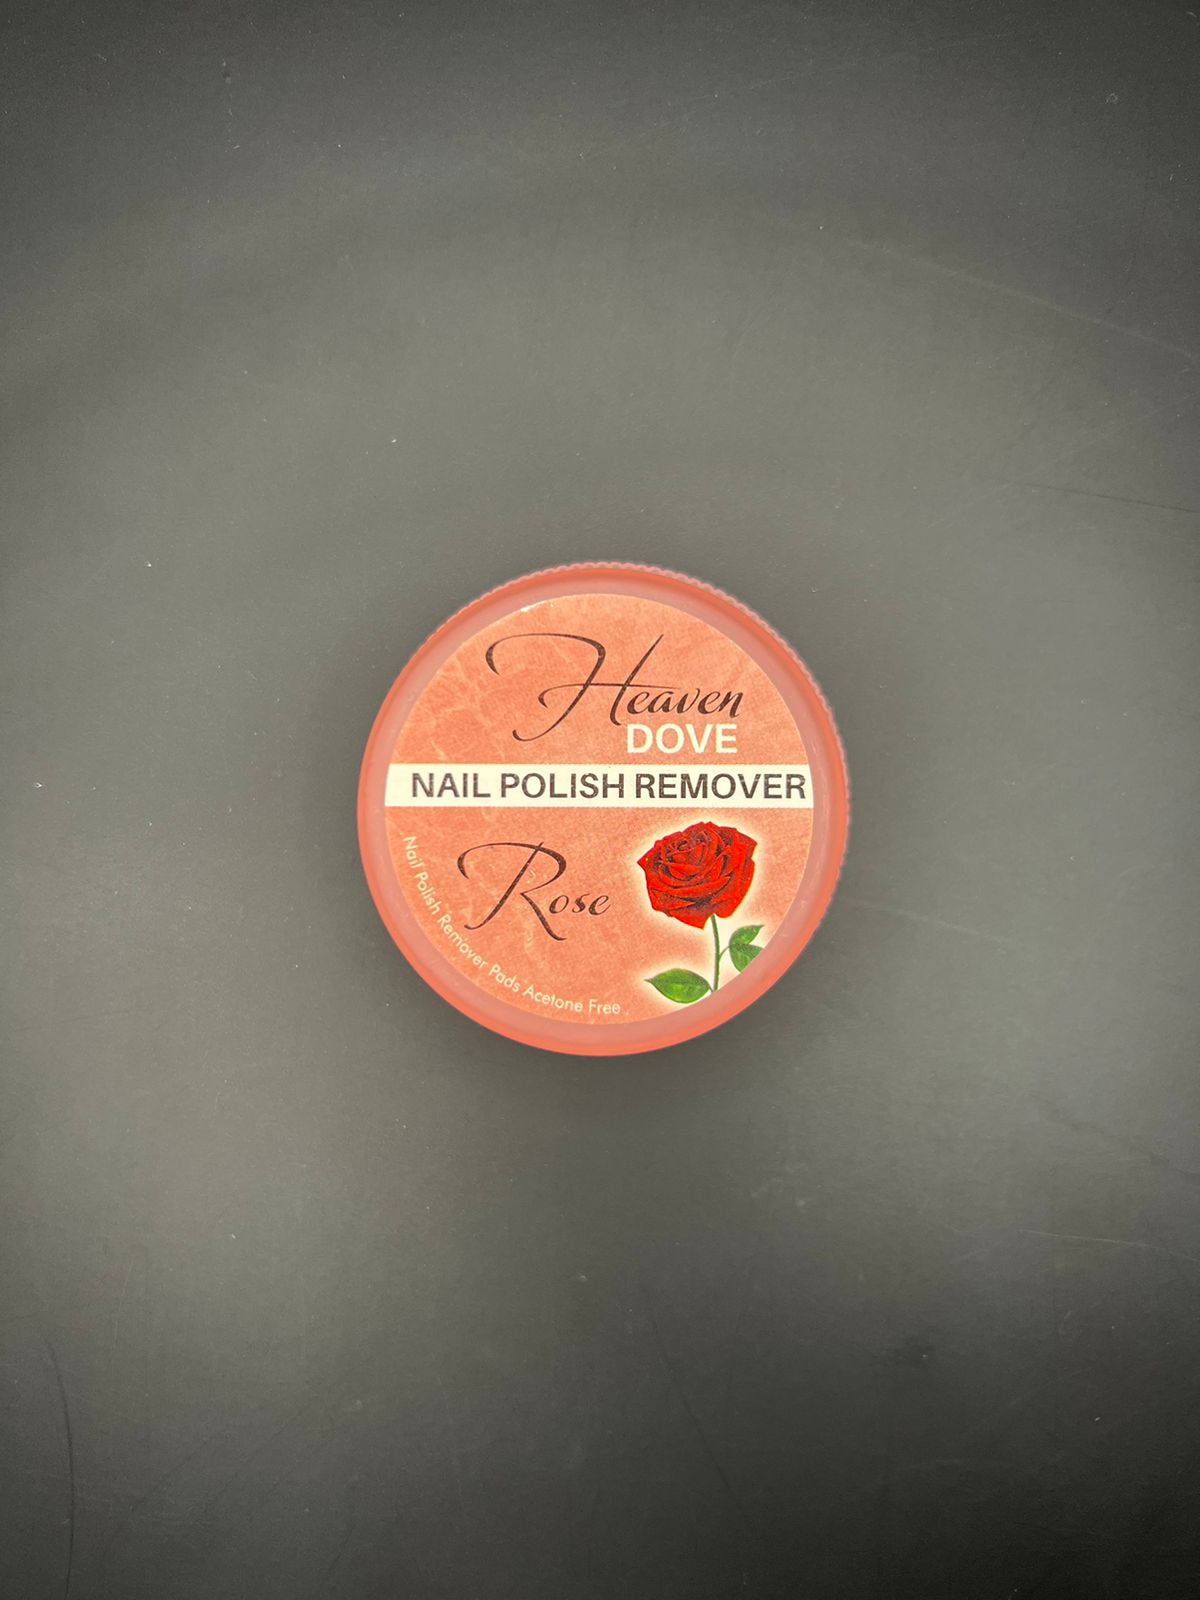 Heaven
DOVE
NAIL POLISH REMOVER
Rose
Nail Polish Remover Pads Acetone Free